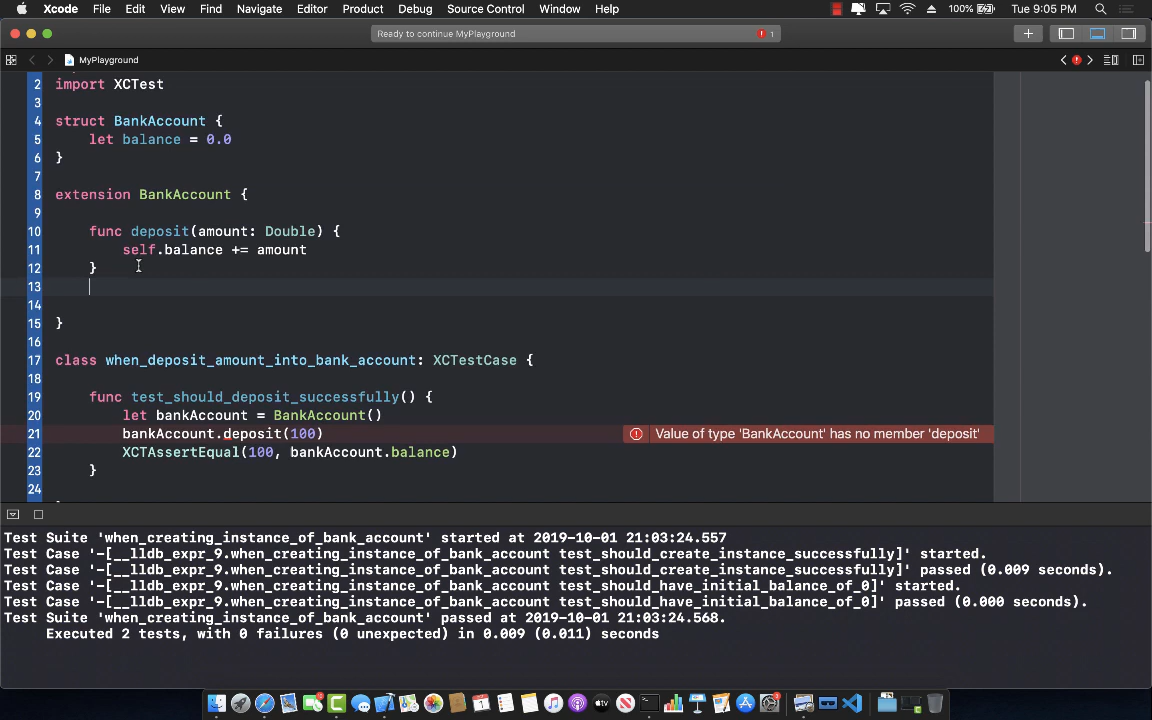 Xcode File Edit View Find Navigate Editor Product Debug Source Control Window Help 100% Tue 9:05 PM
Ready to continue MyPlayground 1
MyPlayground
2 import XCTest
3
4 struct BankAccount {
5 let balance = 0.0
6 }
7
8 extension BankAccount {
9
10 func deposit(amount: Double) {
11 self.balance += amount
12 }
13
14
15 }
16
17 class when_deposit_amount_into_bank_account: XCTestCase {
18
19 func test_should_deposit_successfully() {
20 let bankAccount = BankAccount()
21 bankAccount.deposit(100) Value of type 'BankAccount' has no member 'deposit'
22 XCTAssertEqual(100, bankAccount.balance)
23 }
24
Test Suite 'when_creating_instance_of_bank_account' started at 2019-10-01 21:03:24.557
Test Case '-[__lldb_expr_9.when_creating_instance_of_bank_account test_should_create_instance_successfully]' started.
Test Case '-[__lldb_expr_9.when_creating_instance_of_bank_account test_should_create_instance_successfully]' passed (0.009 seconds).
Test Case '-[__lldb_expr_9.when_creating_instance_of_bank_account test_should_have_initial_balance_of_0]' started.
Test Case '-[__lldb_expr_9.when_creating_instance_of_bank_account test_should_have_initial_balance_of_0]' passed (0.000 seconds).
Test Suite 'when_creating_instance_of_bank_account' passed at 2019-10-01 21:03:24.568.
Executed 2 tests, with 0 failures (0 unexpected) in 0.009 (0.011) seconds